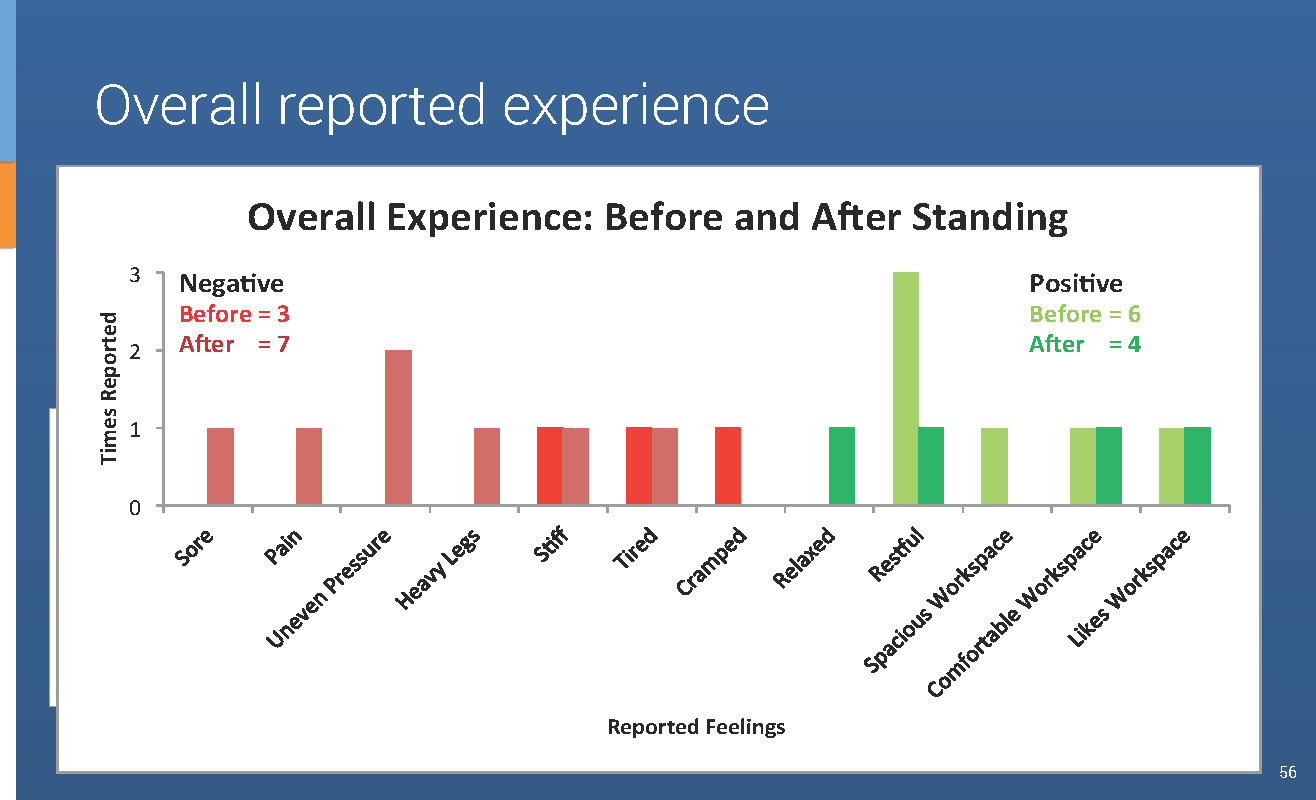 Overall reported experience
Overall Experience: Before and After Standing
Negative
Before = 3
After = 7
Positive
Before = 6
After = 4
Times Reported
3
2
1
0
Sore
Pain
Uneven Pressure
Heavy Legs
Stiff
Tired
Cramped
Relaxed
Restful
Spacious Workspace
Comfortable Workspace
Likes Workspace
Reported Feelings
56